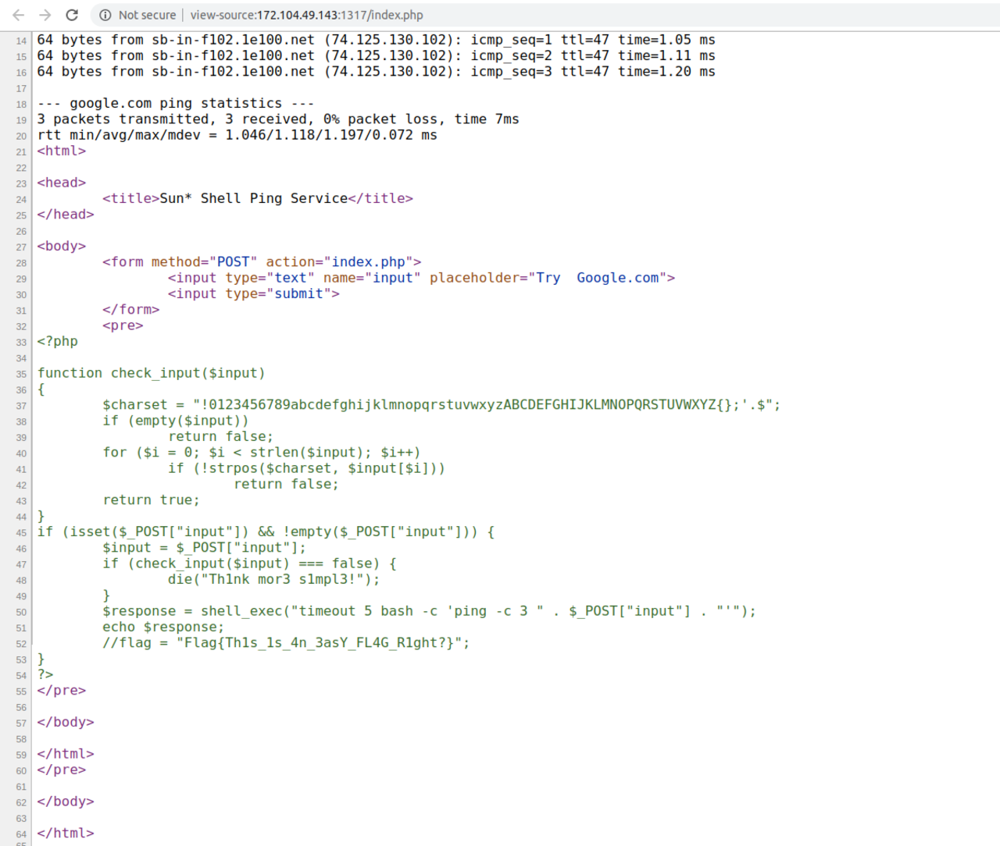 Not secure | view-source:172.104.49.143:1317/index.php
14 64 bytes from sb-in-f102.1e100.net (74.125.130.102): icmp_seq=1 ttl=47 time=1.05 ms
15 64 bytes from sb-in-f102.1e100.net (74.125.130.102): icmp_seq=2 ttl=47 time=1.11 ms
16 64 bytes from sb-in-f102.1e100.net (74.125.130.102): icmp_seq=3 ttl=47 time=1.20 ms
17
18 --- google.com ping statistics ---
19 3 packets transmitted, 3 received, 0% packet loss, time 7ms
20 rtt min/avg/max/mdev = 1.046/1.118/1.197/0.072 ms
21 <html>
22
23 <head>
24         <title>Sun* Shell Ping Service</title>
25 </head>
26
27 <body>
28         <form method="POST" action="index.php">
29                 <input type="text" name="input" placeholder="Try  Google.com">
30                 <input type="submit">
31         </form>
32         <pre>
33 <?php
34
35 function check_input($input)
36 {
37         $charset = "!0123456789abcdefghijklmnopqrstuvwxyzABCDEFGHIJKLMNOPQRSTUVWXYZ{};'.$";
38         if (empty($input))
39                 return false;
40         for ($i = 0; $i < strlen($input); $i++)
41                 if (!strpos($charset, $input[$i]))
42                         return false;
43         return true;
44 }
45 if (isset($_POST["input"]) && !empty($_POST["input"])) {
46         $input = $_POST["input"];
47         if (check_input($input) === false) {
48                 die("Th1nk mor3 s1mpl3!");
49         }
50         $response = shell_exec("timeout 5 bash -c 'ping -c 3 " . $_POST["input"] . "'");
51         echo $response;
52         //flag = "Flag{Th1s_1s_4n_3asY_FL4G_R1ght?}";
53 }
54 ?>
55 </pre>
56
57 </body>
58
59 </html>
60 </pre>
61
62 </body>
63
64 </html>
65